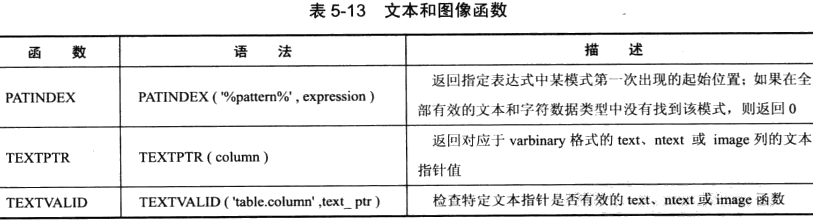 表 5-13 文本和图像函数
函 数 语 法 描 述
PATINDEX PATINDEX ( '%pattern%' , expression ) 返回指定表达式中某模式第一次出现的起始位置；如果在全
部有效的文本和字符数据类型中没有找到该模式，则返回 0
TEXTPTR TEXTPTR ( column ) 返回对应于 varbinary 格式的 text、ntext 或 image 列的文本
指针值
TEXTVALID TEXTVALID ( 'table.column' ,text_ ptr ) 检查特定文本指针是否有效的 text、ntext 或 image 函数